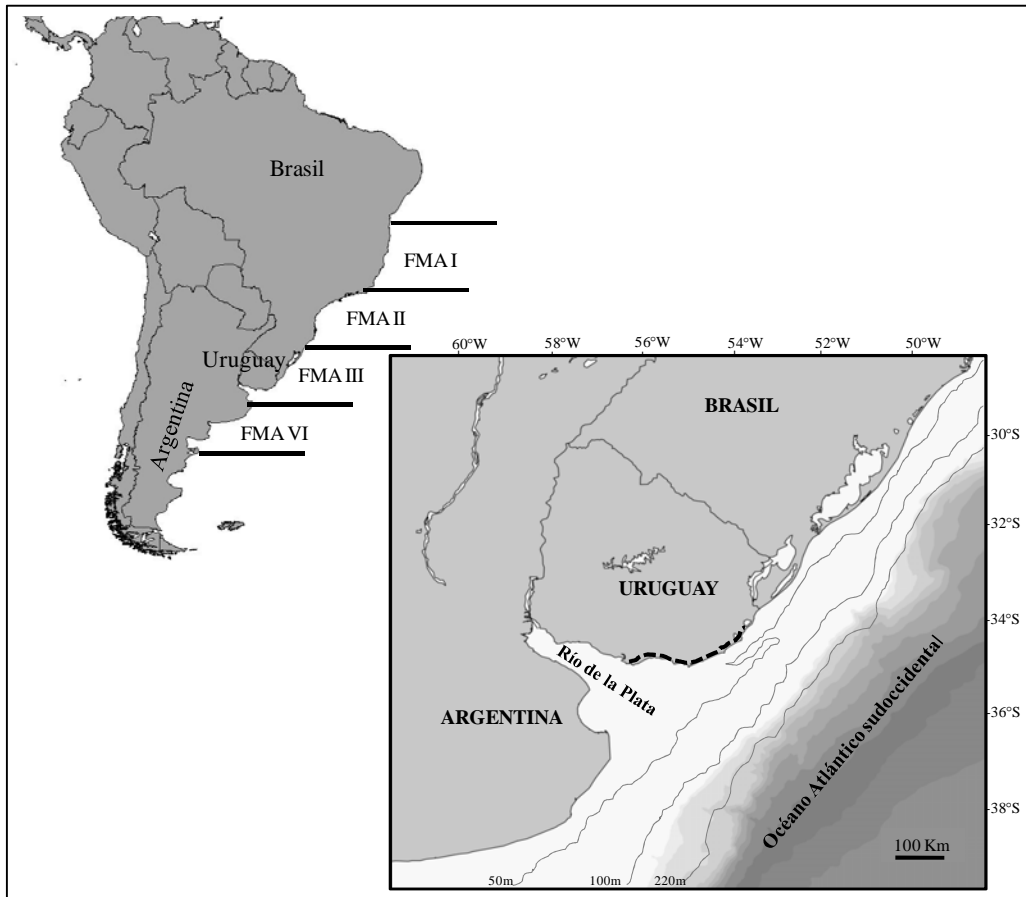 Brasil
FMA I
FMA II
Uruguay
FMA III
Argentina
FMA VI
60°W
58°W
56°W
54°W
52°W
50°W
BRASIL
30°S
32°S
URUGUAY
34°S
Río de la Plata
ARGENTINA
36°S
Océano Atlántico sudoccidental
38°S
100 Km
50m
100m
220m